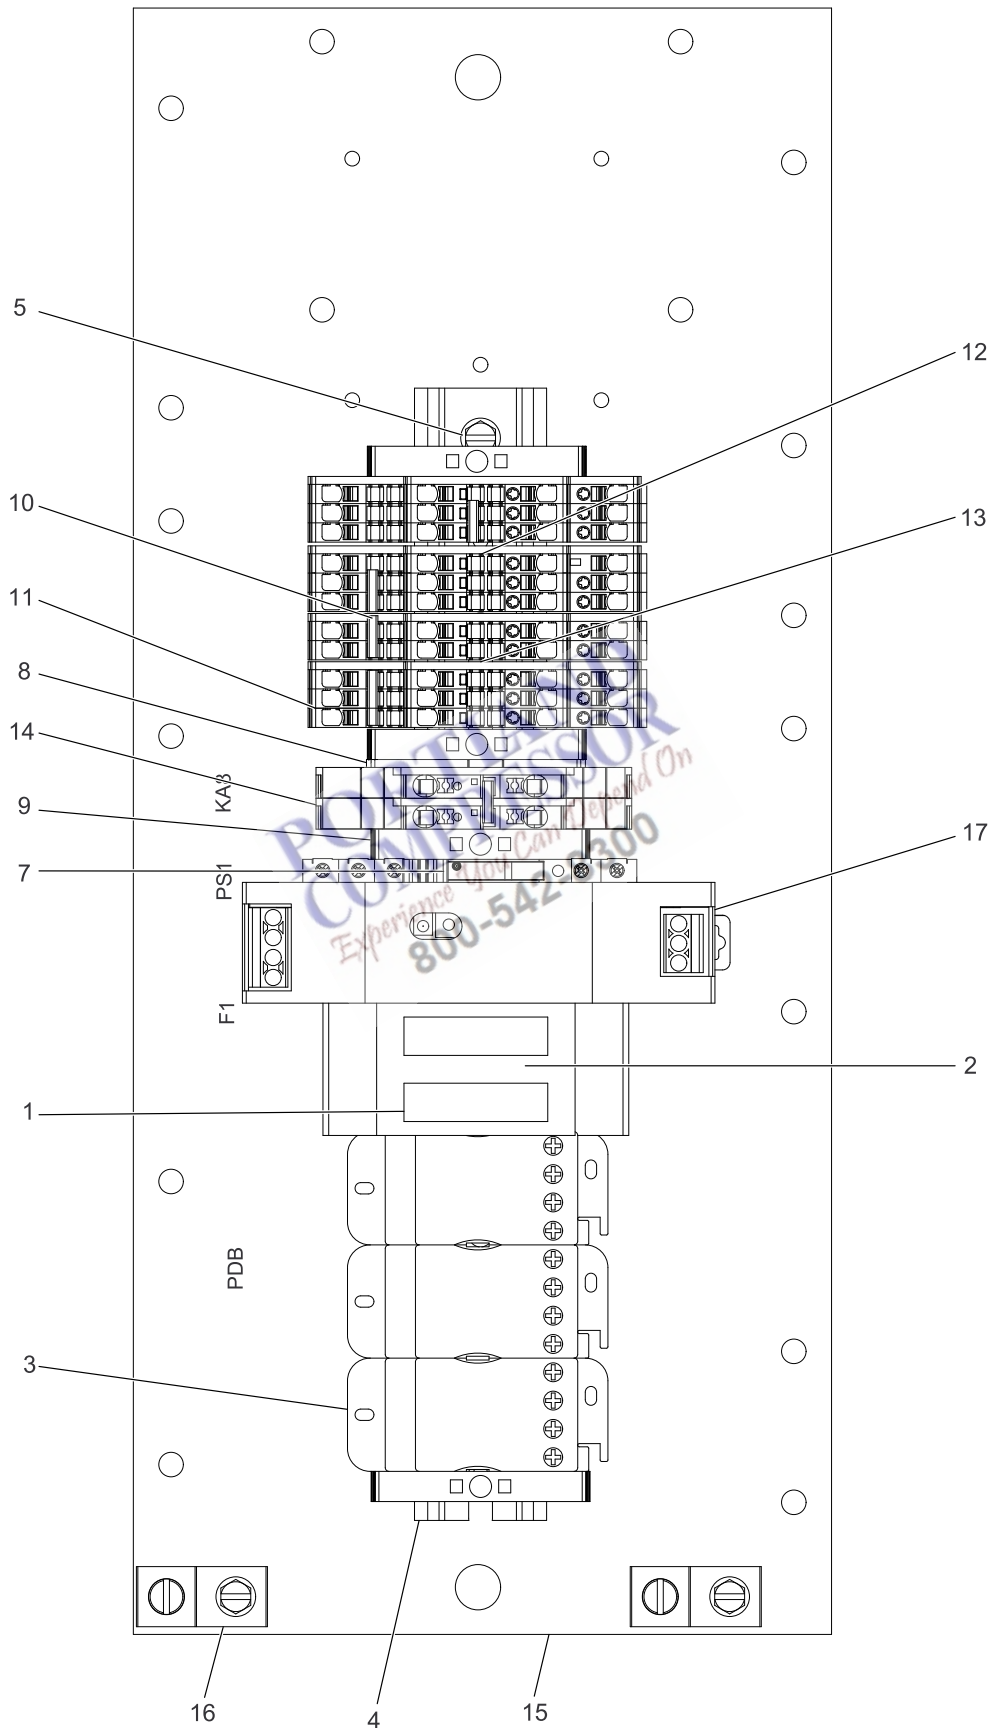 5
12
10
13
11
8
14
KA3
9
17
7
PS1
F1
2
1
PDB
3
16
4
15
PORTLAND
COMPRESSOR
Experience You Can Depend On
800-542-8300